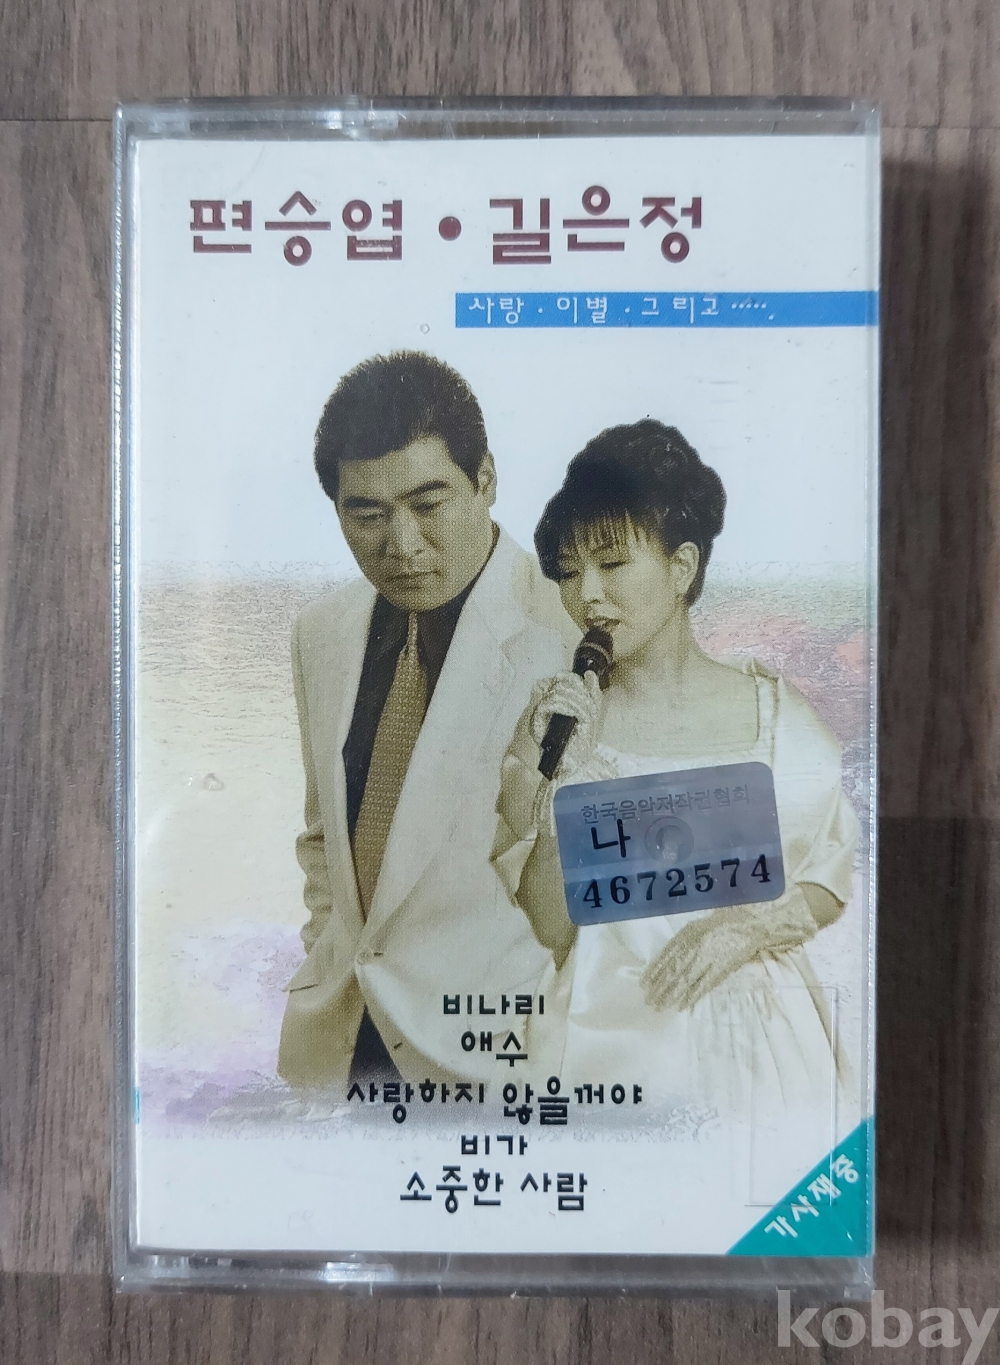 편승엽 • 길은정
사랑 · 이별 · 그리고 ·····.
한국음악저작권협회
나
4672574
비나리
애수
사랑하지 않을꺼야
비가
소중한 사람
가사재중
kobay